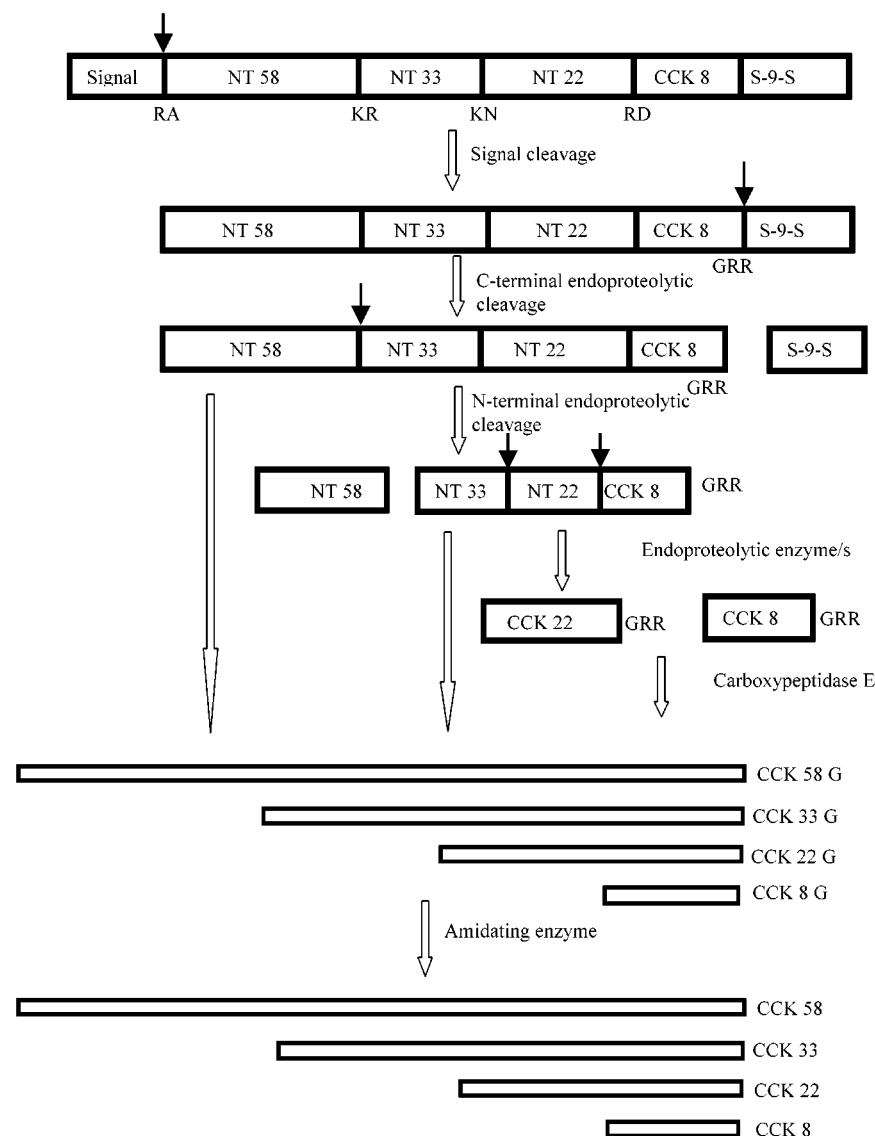 Signal NT 58 NT 33 NT 22 CCK 8 S-9-S
RA KR KN RD
Signal cleavage
NT 58 NT 33 NT 22 CCK 8 S-9-S
GRR
C-terminal endoproteolytic
cleavage
NT 58 NT 33 NT 22 CCK 8 S-9-S
GRR
N-terminal endoproteolytic
cleavage
NT 58 NT 33 NT 22 CCK 8 GRR
Endoproteolytic enzyme/s
CCK 22 GRR CCK 8 GRR
Carboxypeptidase E
CCK 58 G
CCK 33 G
CCK 22 G
CCK 8 G
Amidating enzyme
CCK 58
CCK 33
CCK 22
CCK 8